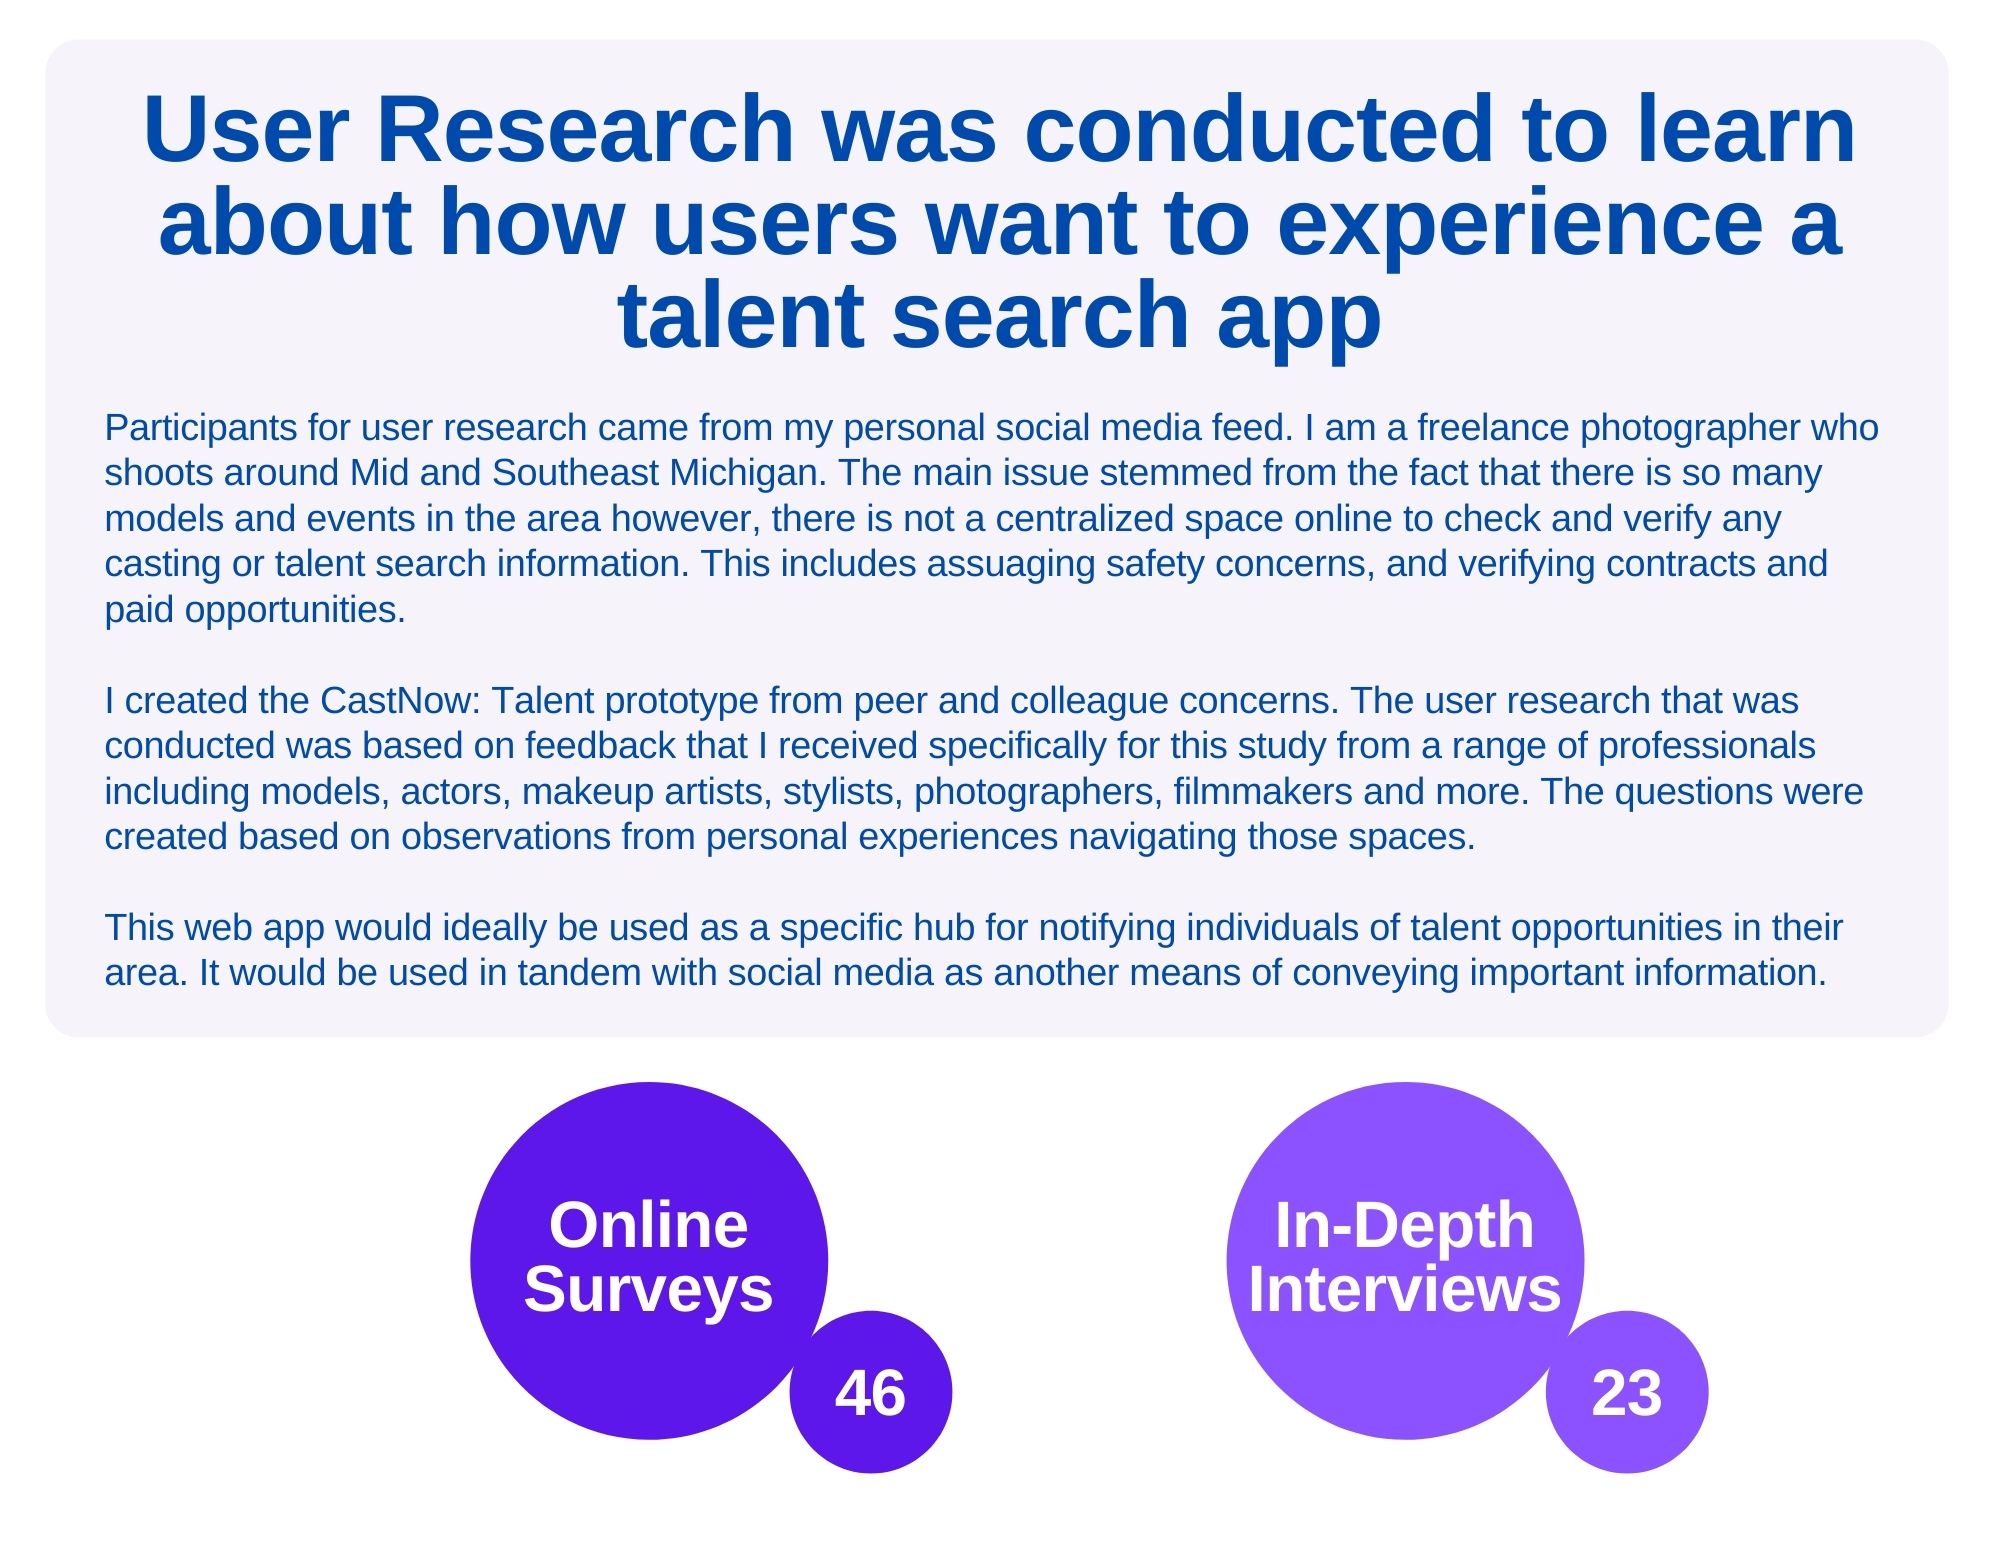 User Research was conducted to learn
about how users want to experience a
talent search app
Participants for user research came from my personal social media feed. I am a freelance photographer who
shoots around Mid and Southeast Michigan. The main issue stemmed from the fact that there is so many
models and events in the area however, there is not a centralized space online to check and verify any
casting or talent search information. This includes assuaging safety concerns, and verifying contracts and
paid opportunities.
I created the CastNow: Talent prototype from peer and colleague concerns. The user research that was
conducted was based on feedback that I received specifically for this study from a range of professionals
including models, actors, makeup artists, stylists, photographers, filmmakers and more. The questions were
created based on observations from personal experiences navigating those spaces.
This web app would ideally be used as a specific hub for notifying individuals of talent opportunities in their
area. It would be used in tandem with social media as another means of conveying important information.
Online
Surveys
46
In-Depth
Interviews
23